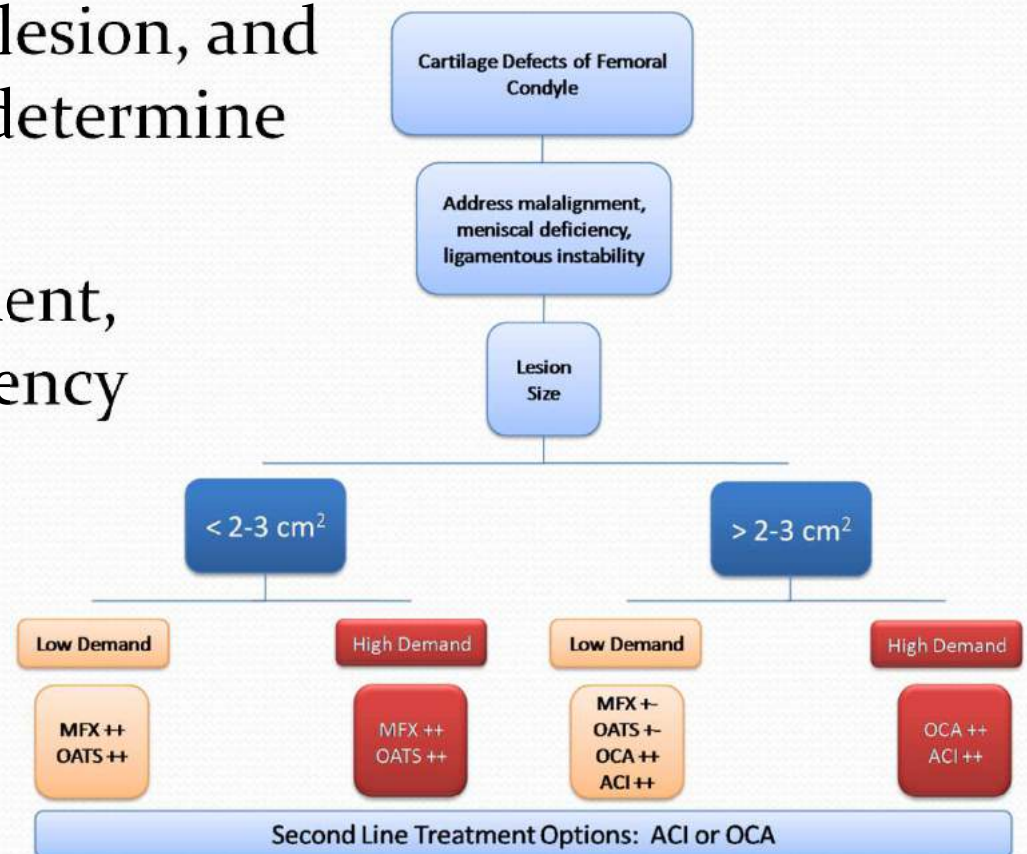 lesion, and
determine
ent,
ency
Cartilage Defects of Femoral
Condyle
Address malalignment,
meniscal deficiency,
ligamentous instability
Lesion
Size
< 2-3 cm²
> 2-3 cm²
Low Demand
High Demand
Low Demand
High Demand
MFX ++
OATS ++
MFX ++
OATS ++
MFX +-
OATS +-
OCA ++
ACI ++
OCA ++
ACI ++
Second Line Treatment Options: ACI or OCA